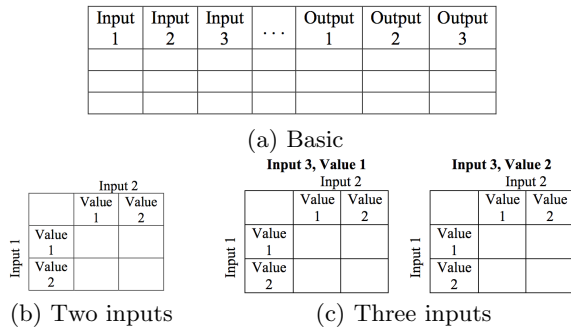 Input Input Input ... Output Output Output
1 2 3 1 2 3
(a) Basic
Input 2
Value Value
1 2
Input 1
Value
1
Value
2
(b) Two inputs
Input 3, Value 1
Input 2
Value Value
1 2
Input 1
Value
1
Value
2
Input 3, Value 2
Input 2
Value Value
1 2
Input 1
Value
1
Value
2
(c) Three inputs